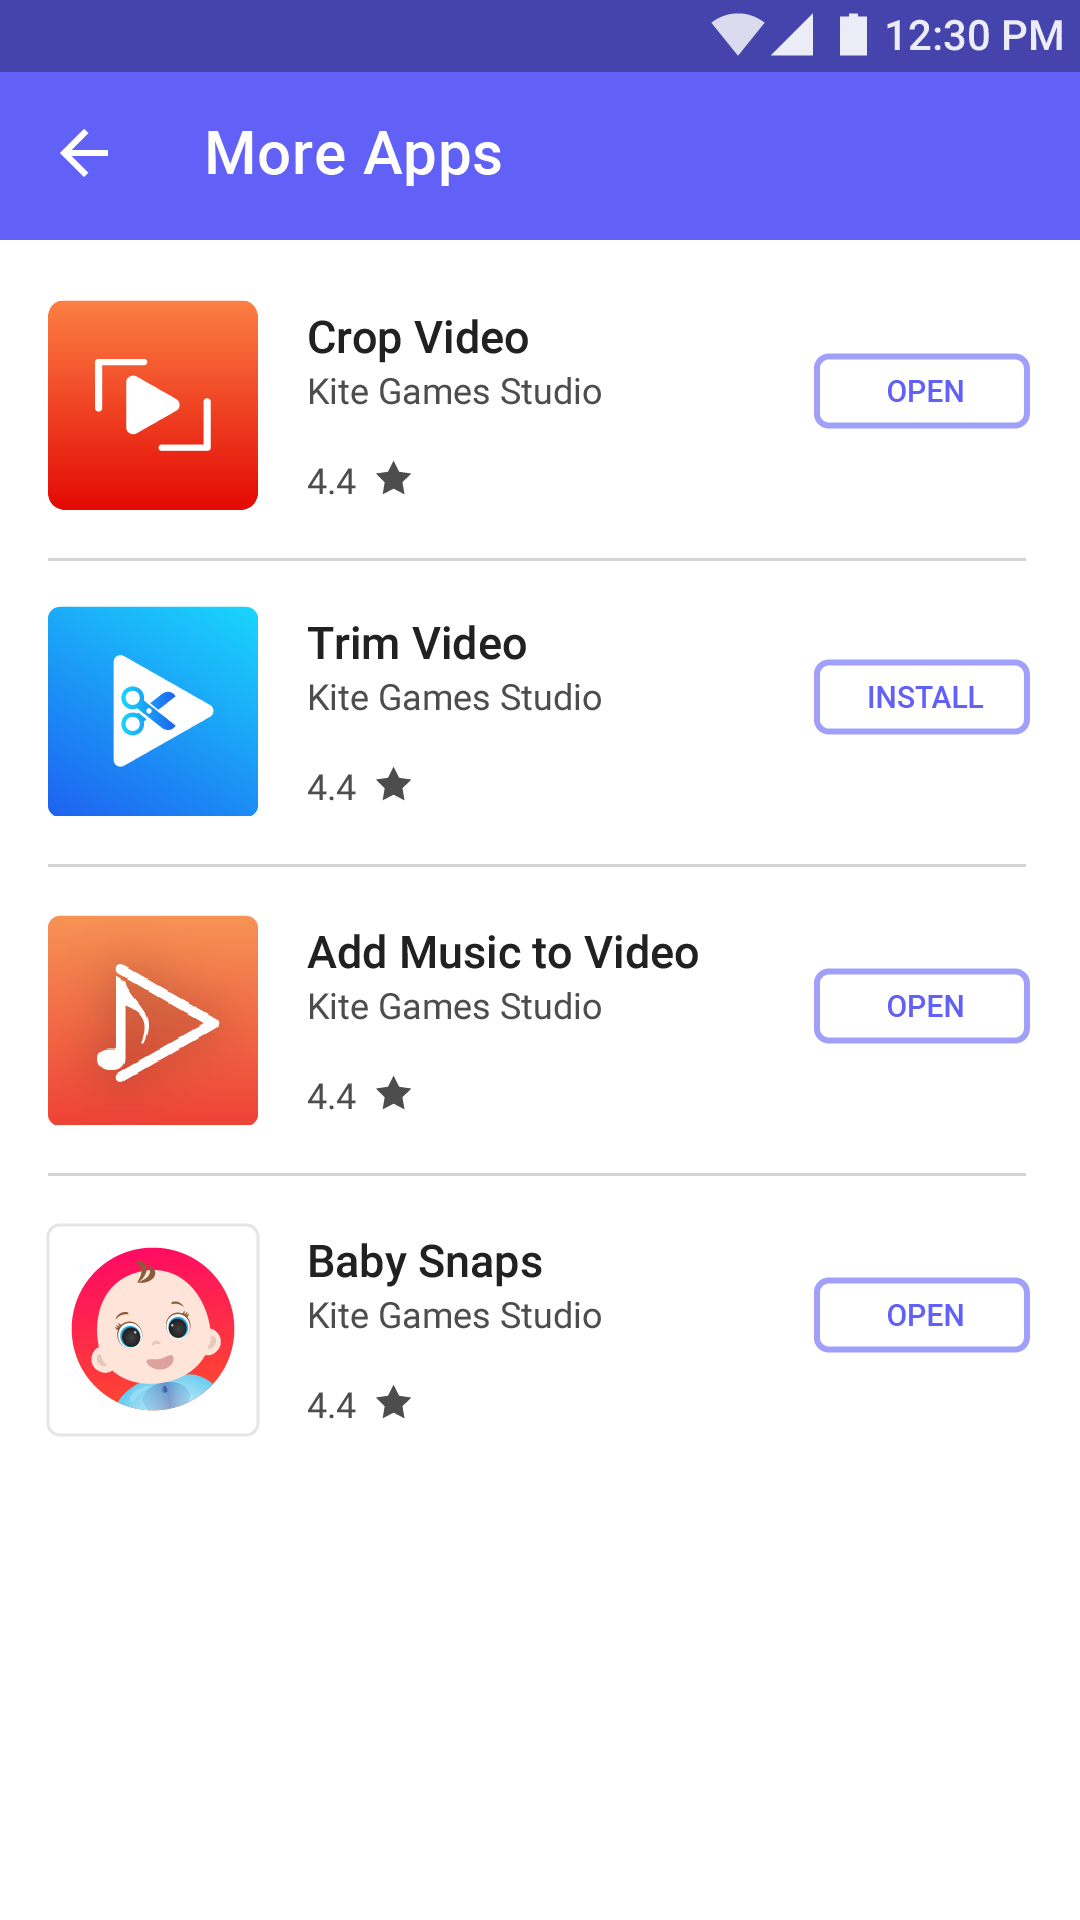 12:30 PM
More Apps
Crop Video
Kite Games Studio
OPEN
4.4
Trim Video
Kite Games Studio
INSTALL
4.4
Add Music to Video
Kite Games Studio
OPEN
4.4
Baby Snaps
Kite Games Studio
OPEN
4.4